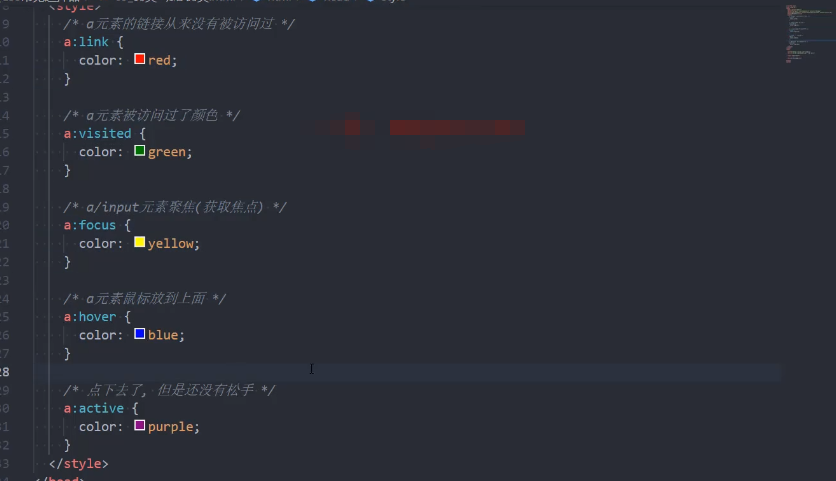 <style>
9 /* a元素的链接从来没有被访问过 */
10 a:link {
11 color: red;
12 }
13
14 /* a元素被访问过了颜色 */
15 a:visited {
16 color: green;
17 }
18
19 /* a/input元素聚焦(获取焦点) */
20 a:focus {
21 color: yellow;
22 }
23
24 /* a元素鼠标放到上面 */
25 a:hover {
26 color: blue;
27 }
28
29 /* 点下去了, 但是还没有松手 */
30 a:active {
31 color: purple;
32 }
33 </style>